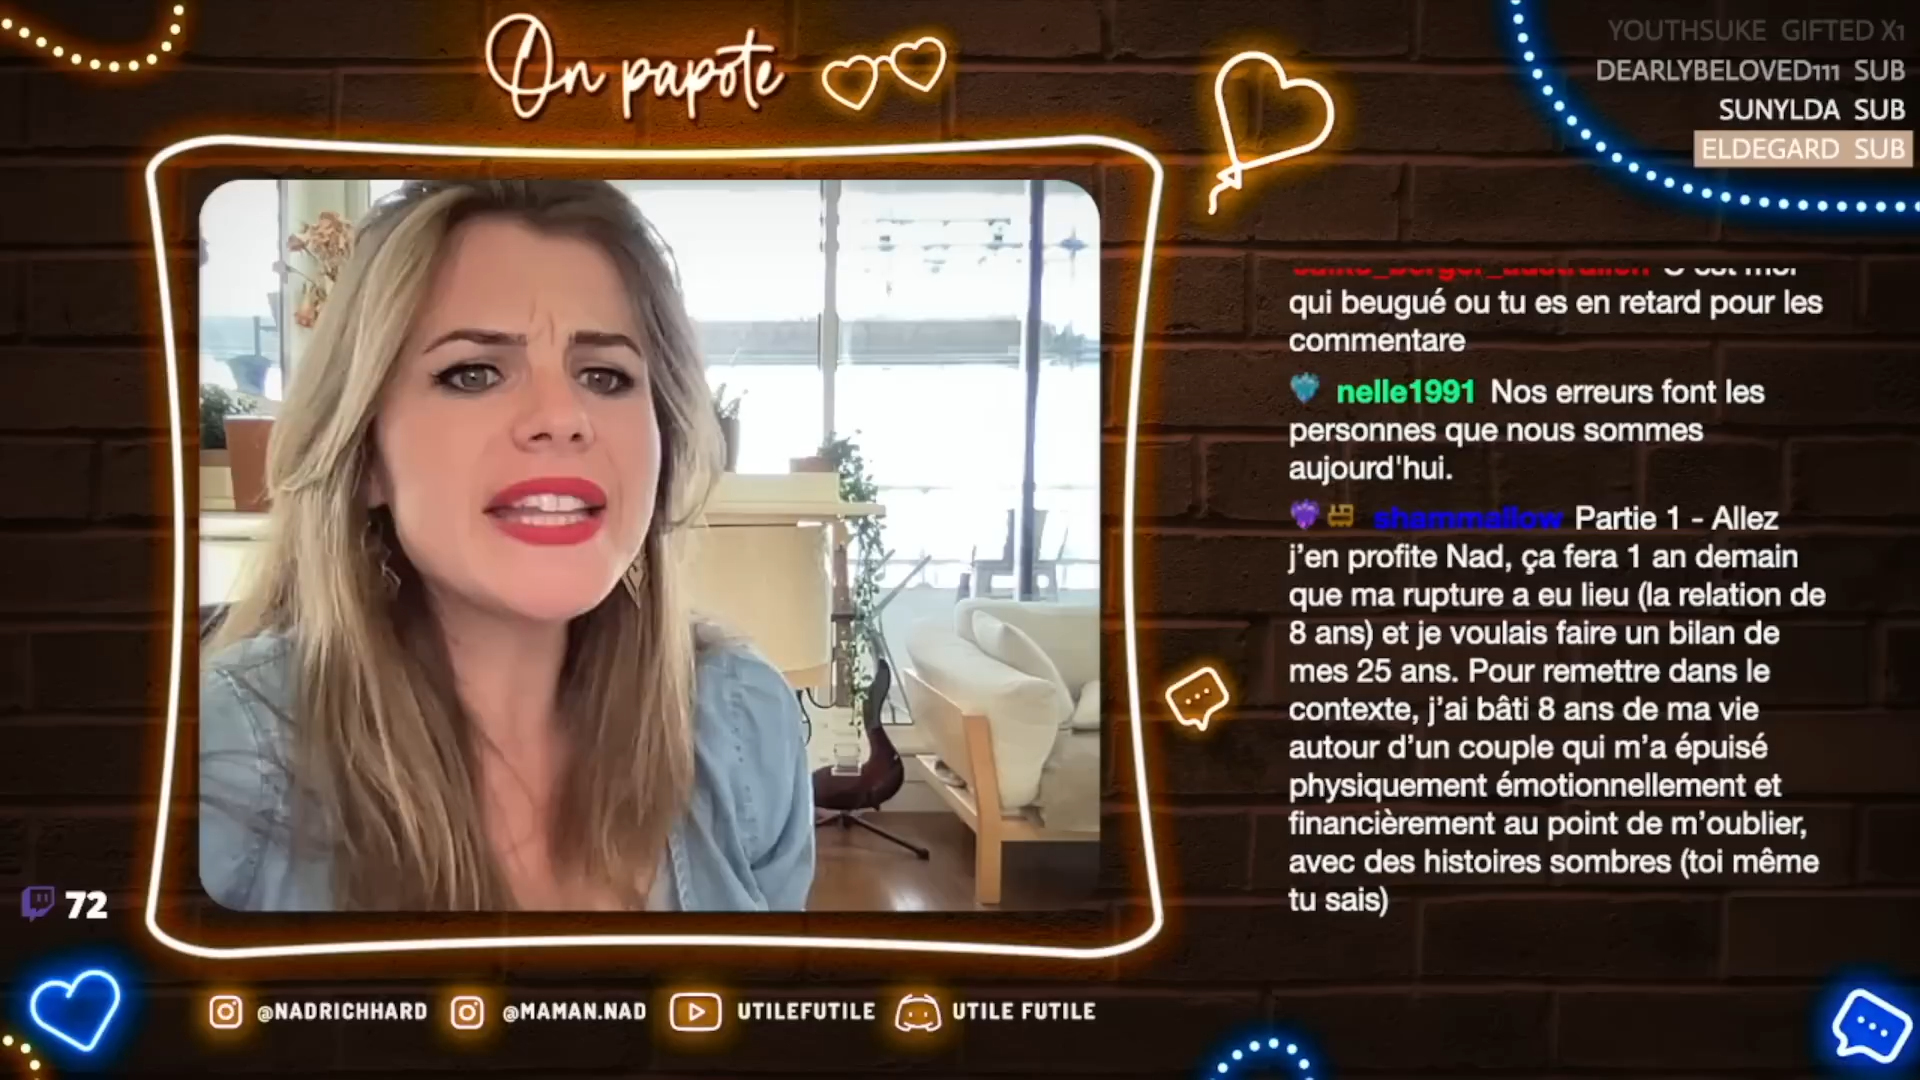 On papote
YOUTHSUKE GIFTED X1
DEARLYBELOVED111 SUB
SUNYLDA SUB
ELDEGARD SUB
qui beugué ou tu es en retard pour les
commentare
nelle1991 Nos erreurs font les
personnes que nous sommes
aujourd'hui.
shammallow Partie 1 - Allez
j’en profite Nad, ça fera 1 an demain
que ma rupture a eu lieu (la relation de
8 ans) et je voulais faire un bilan de
mes 25 ans. Pour remettre dans le
contexte, j’ai bâti 8 ans de ma vie
autour d’un couple qui m’a épuisé
physiquement émotionnellement et
financièrement au point de m’oublier,
avec des histoires sombres (toi même
tu sais)
72
@NADRICHHARD @MAMAN.NAD UTILEFUTILE UTILE FUTILE